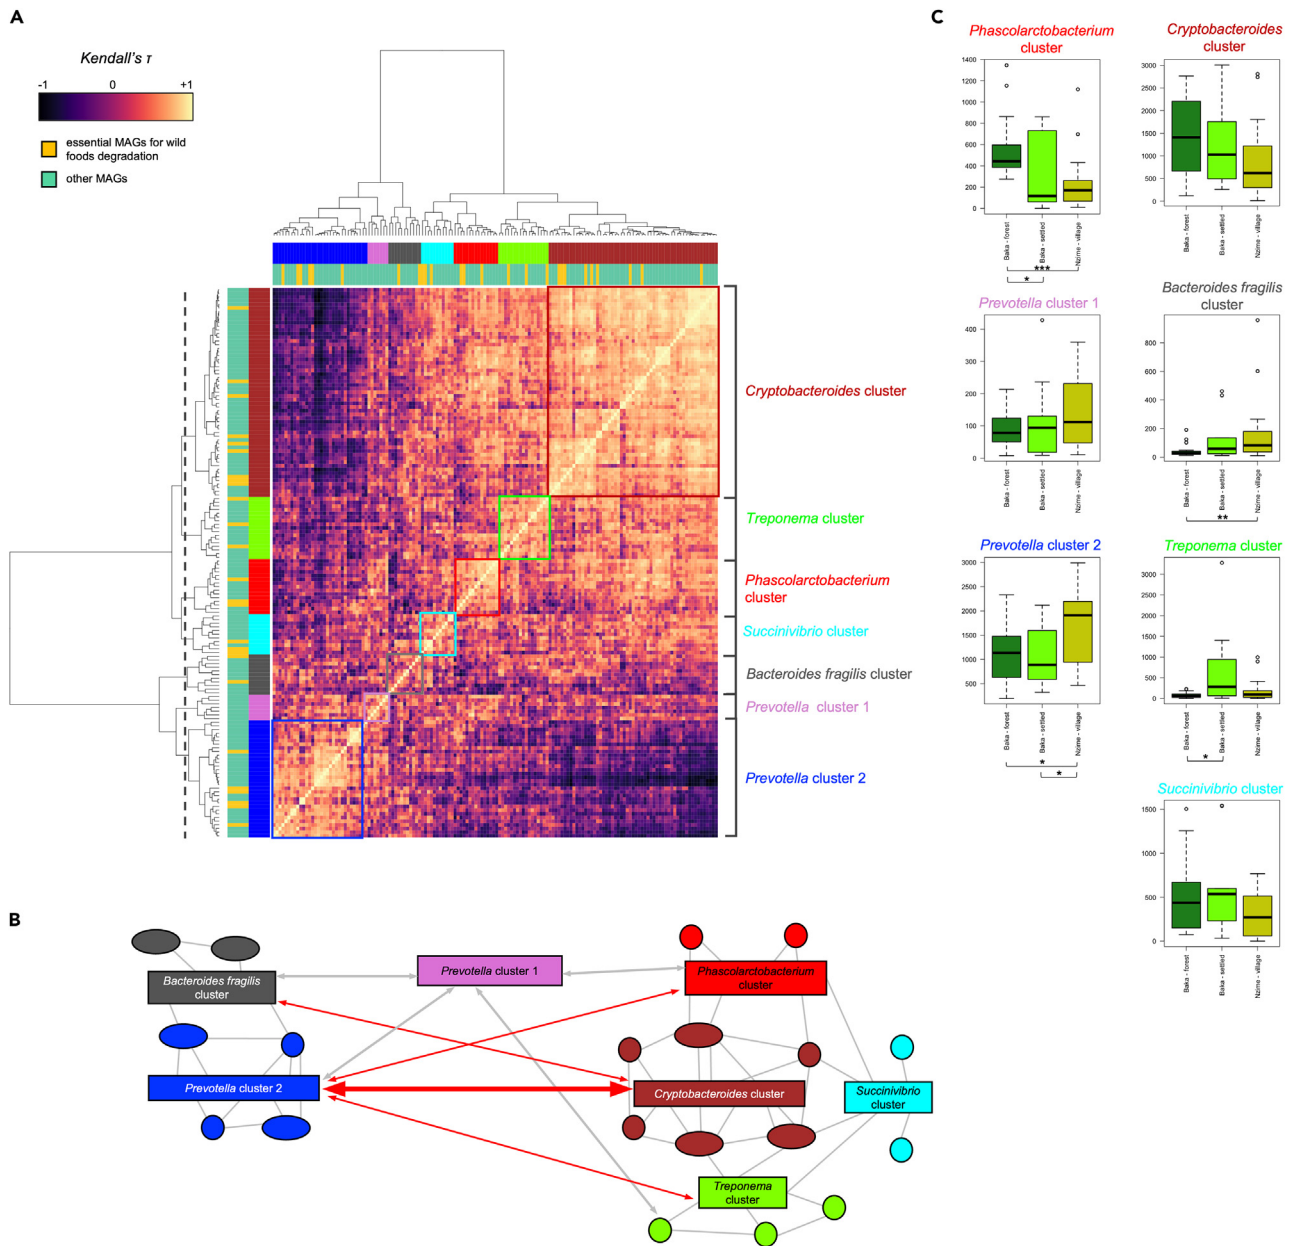 A
Kendall's τ
-1 0 +1
essential MAGs for wild
foods degradation
other MAGs
Cryptobacteroides cluster
Treponema cluster
Phascolarctobacterium
cluster
Succinivibrio cluster
Bacteroides fragilis cluster
Prevotella cluster 1
Prevotella cluster 2
B
Bacteroides fragilis
cluster
Prevotella cluster 1
Phascolarctobacterium
cluster
Prevotella cluster 2
Cryptobacteroides cluster
Succinivibrio
cluster
Treponema
cluster
C
Phascolarctobacterium
cluster
1400
1200
1000
800
600
400
200
0
Baka - forest
Baka - settled
Nzime - village
***
*
Cryptobacteroides
cluster
3000
2500
2000
1500
1000
500
0
Baka - forest
Baka - settled
Nzime - village
Prevotella cluster 1
400
300
200
100
0
Baka - forest
Baka - settled
Nzime - village
Bacteroides fragilis
cluster
800
600
400
200
0
Baka - forest
Baka - settled
Nzime - village
**
Prevotella cluster 2
3000
2500
2000
1500
1000
500
Baka - forest
Baka - settled
Nzime - village
*
*
Treponema cluster
3000
2500
2000
1500
1000
500
0
Baka - forest
Baka - settled
Nzime - village
*
Succinivibrio cluster
1500
1000
500
0
Baka - forest
Baka - settled
Nzime - village